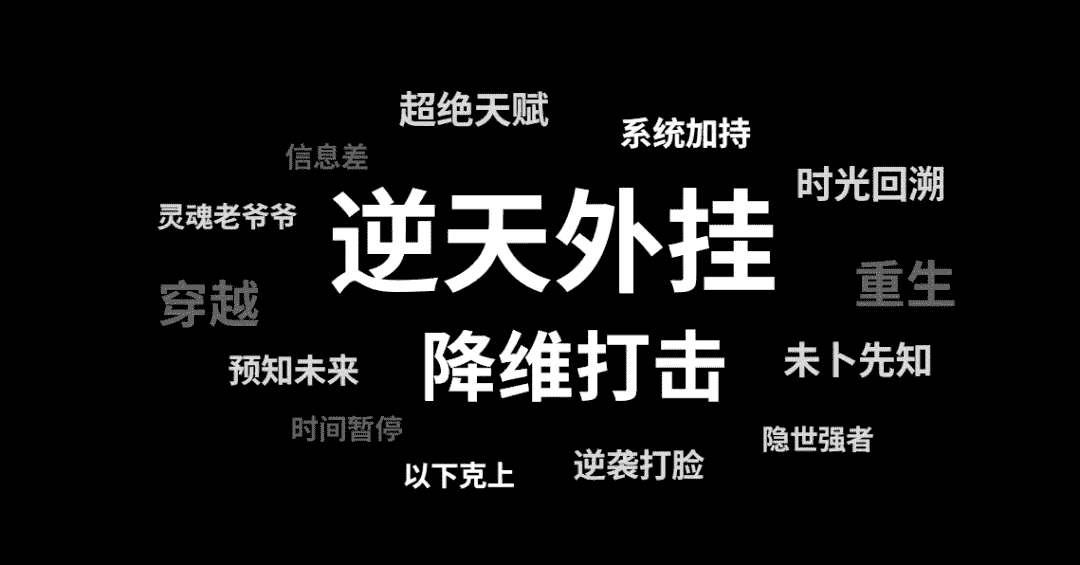 超绝天赋
系统加持
信息差
时光回溯
灵魂老爷爷
逆天外挂
重生
穿越
降维打击
未卜先知
预知未来
时间暂停
隐世强者
逆袭打脸
以下克上